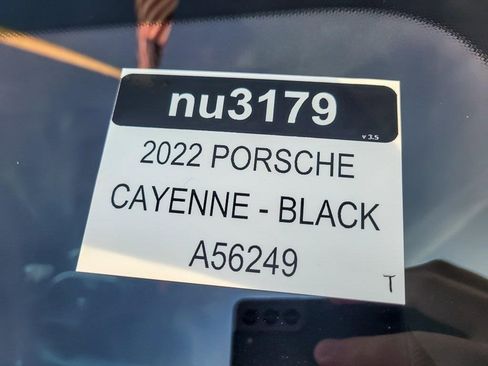 nu3179
v 3.5
2022 PORSCHE
CAYENNE - BLACK
A56249
T